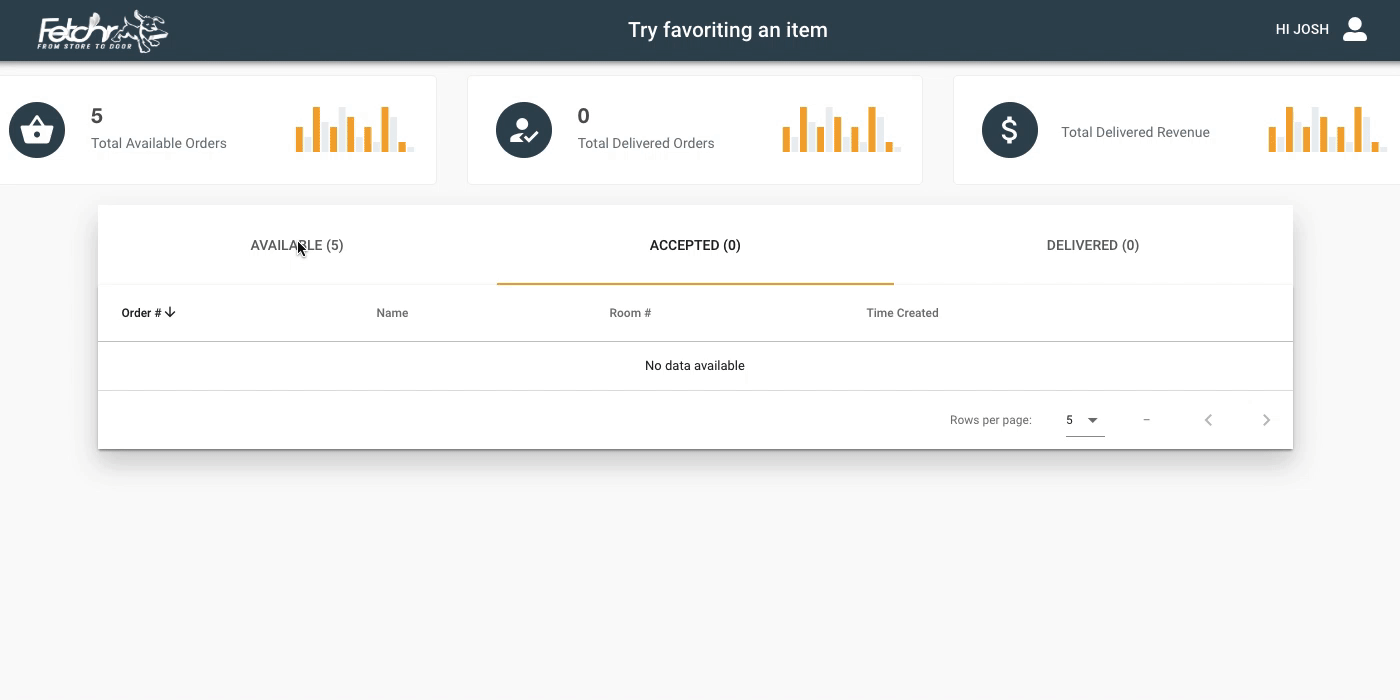 Fetchr
FROM STORE TO DOOR
Try favoriting an item
HI JOSH
5
Total Available Orders
0
Total Delivered Orders
$
Total Delivered Revenue
AVAILABLE (5)
ACCEPTED (0)
DELIVERED (0)
Order # Name Room # Time Created
No data available
Rows per page: 5 –